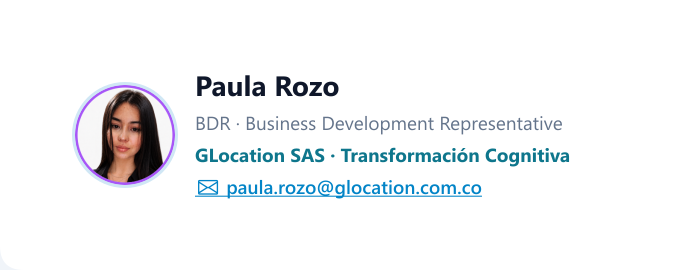 Paula Rozo
BDR · Business Development Representative
GLocation SAS · Transformación Cognitiva
paula.rozo@glocation.com.co